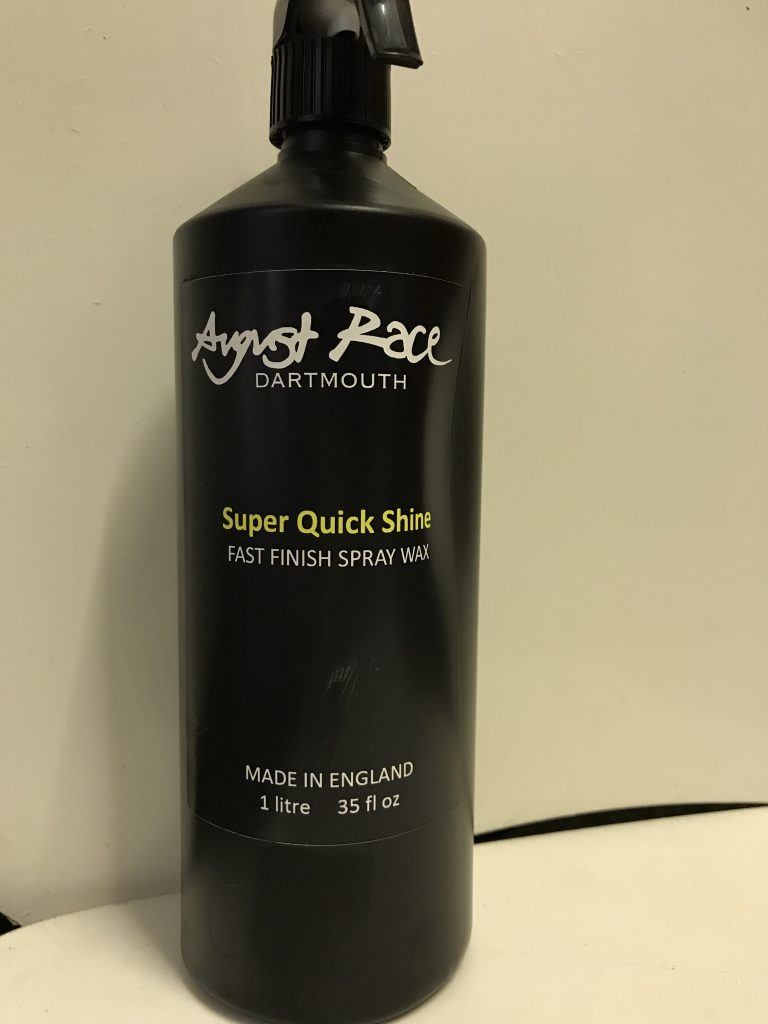 August Race
DARTMOUTH
Super Quick Shine
FAST FINISH SPRAY WAX
MADE IN ENGLAND
1 litre 35 fl oz